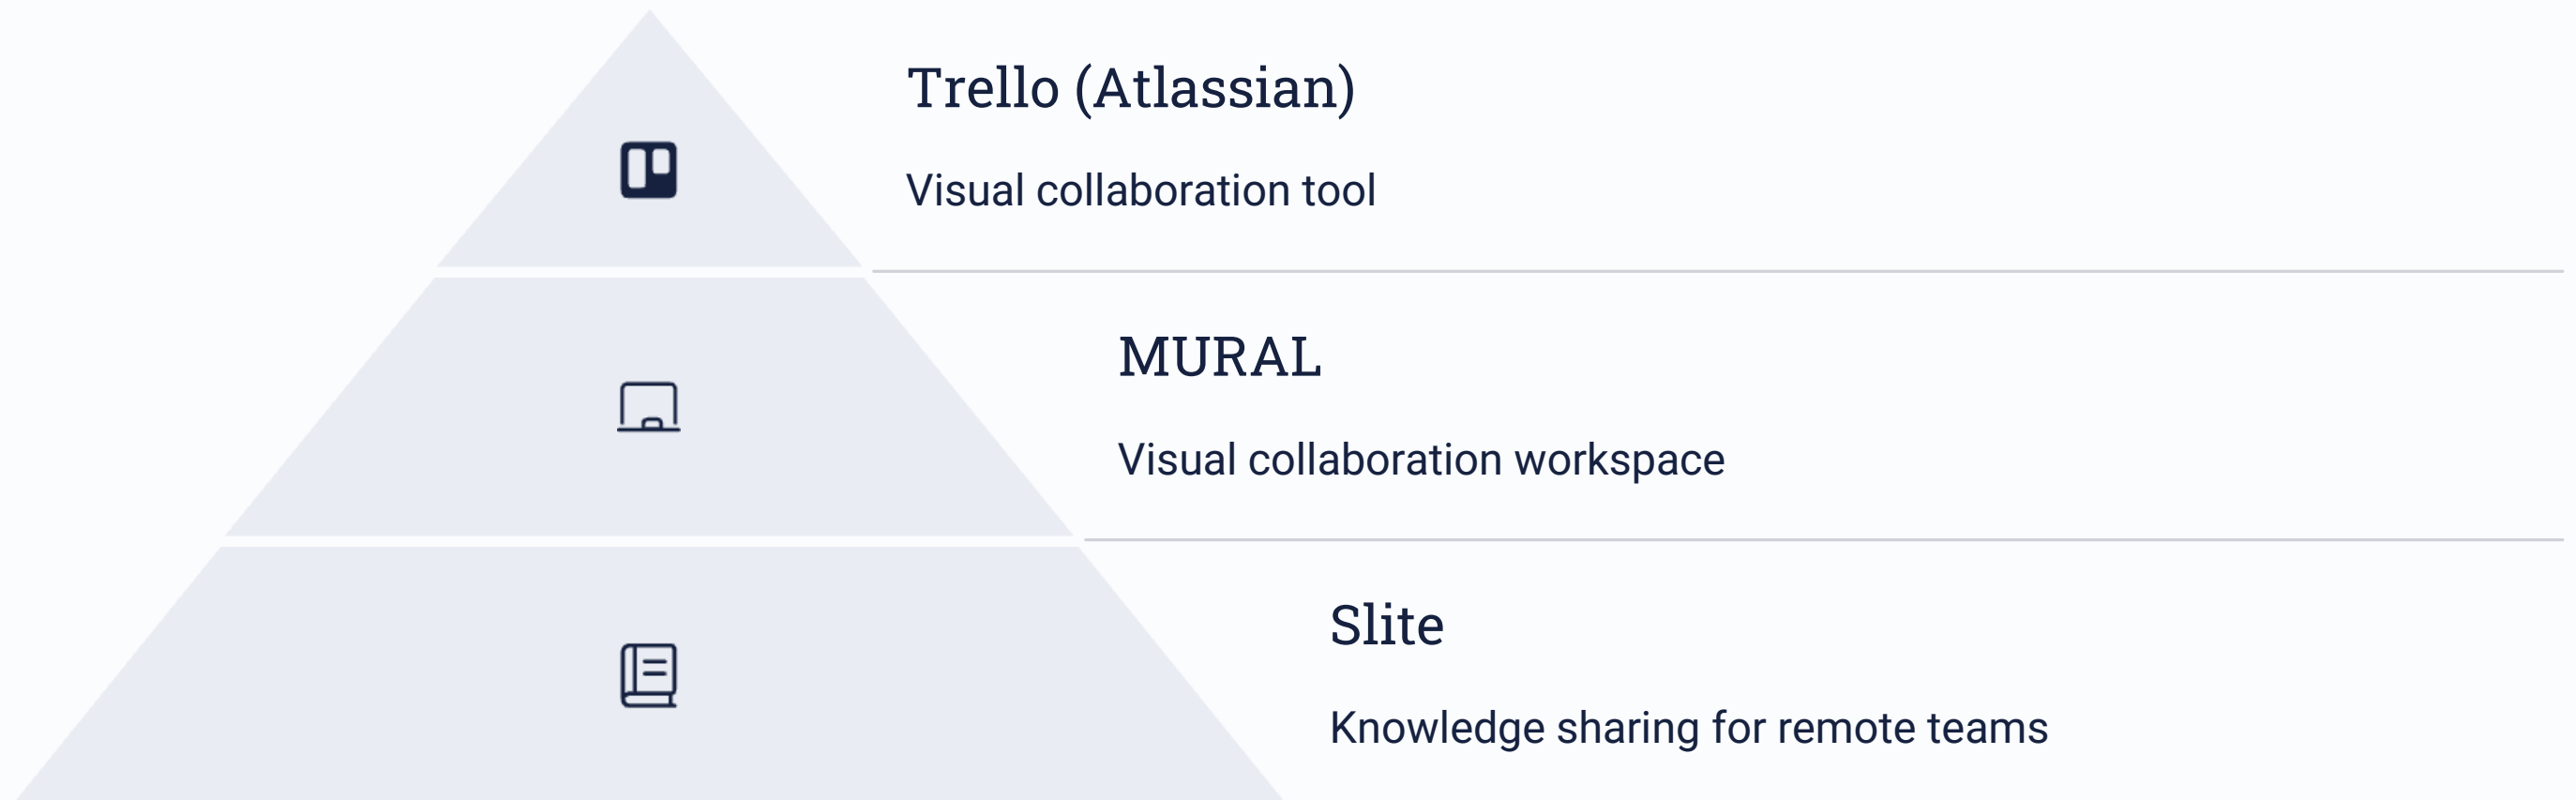 Trello (Atlassian)
Visual collaboration tool
MURAL
Visual collaboration workspace
Slite
Knowledge sharing for remote teams